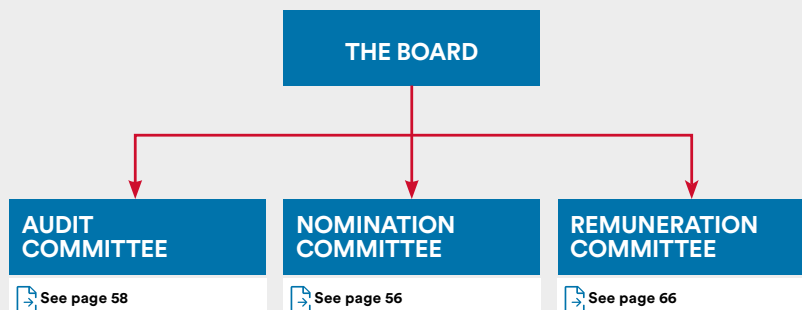 THE BOARD
AUDIT
COMMITTEE
See page 58
NOMINATION
COMMITTEE
See page 56
REMUNERATION
COMMITTEE
See page 66